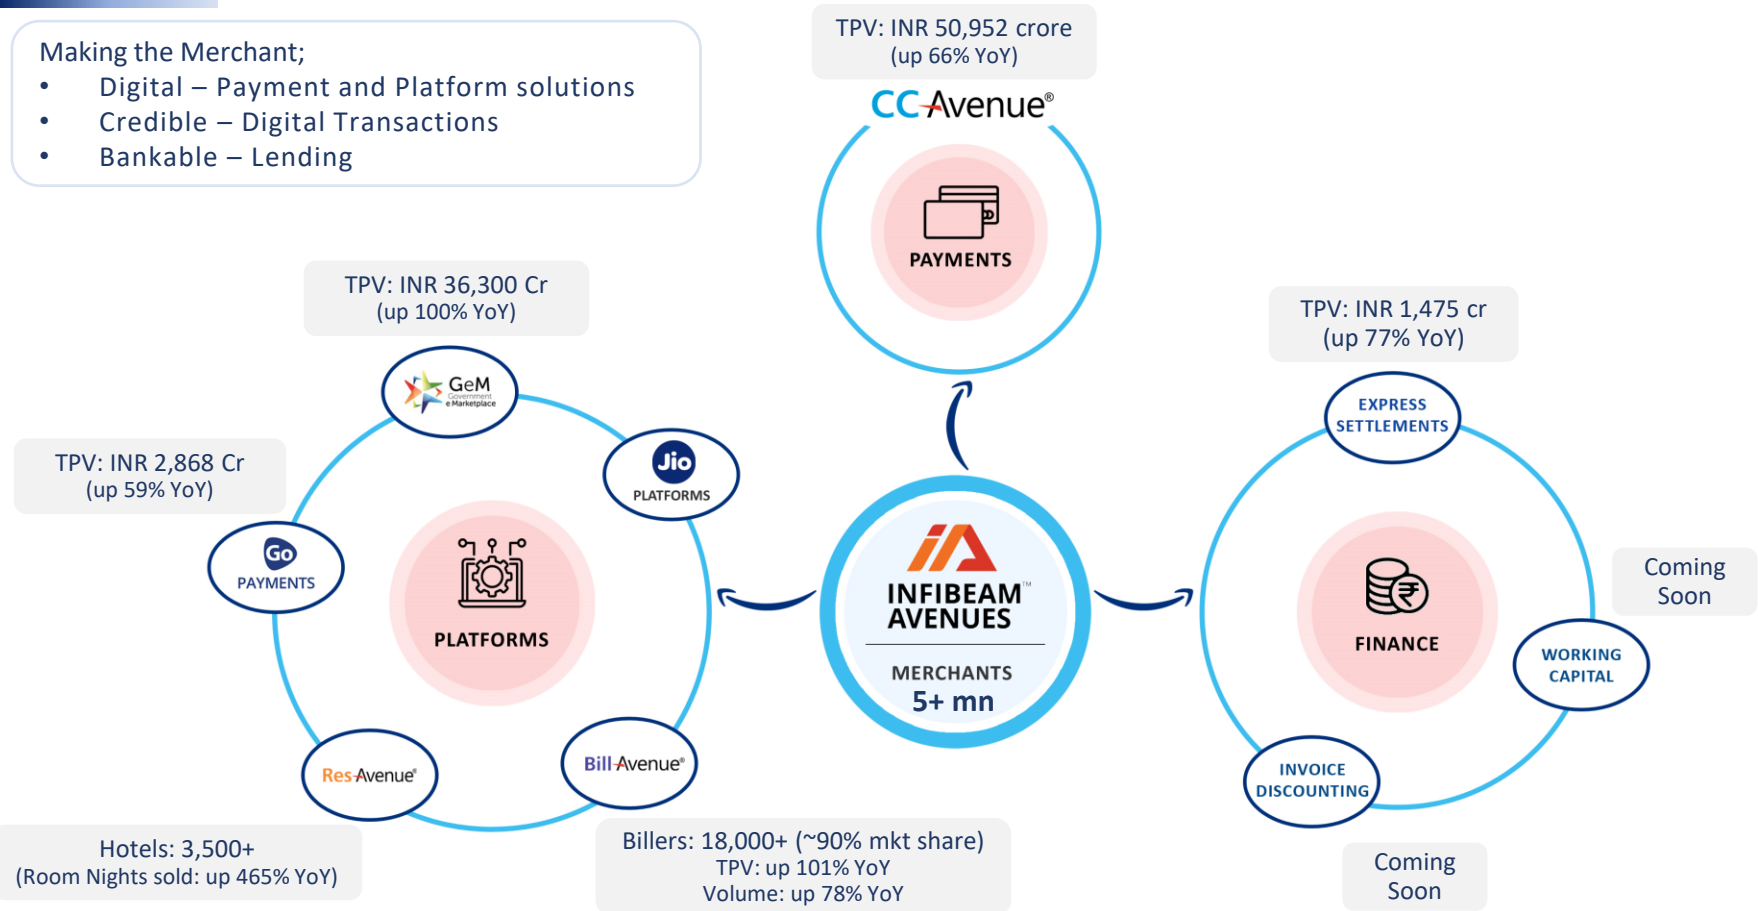 Making the Merchant;
• Digital – Payment and Platform solutions
• Credible – Digital Transactions
• Bankable – Lending
TPV: INR 50,952 crore
(up 66% YoY)
CCAvenue®
PAYMENTS
TPV: INR 36,300 Cr
(up 100% YoY)
GeM
Government
e Marketplace
Jio
PLATFORMS
TPV: INR 2,868 Cr
(up 59% YoY)
Go
PAYMENTS
PLATFORMS
ResAvenue®
BillAvenue®
Hotels: 3,500+
(Room Nights sold: up 465% YoY)
Billers: 18,000+ (~90% mkt share)
TPV: up 101% YoY
Volume: up 78% YoY
INFIBEAM™
AVENUES
MERCHANTS
5+ mn
TPV: INR 1,475 cr
(up 77% YoY)
EXPRESS
SETTLEMENTS
FINANCE
Coming
Soon
WORKING
CAPITAL
INVOICE
DISCOUNTING
Coming
Soon